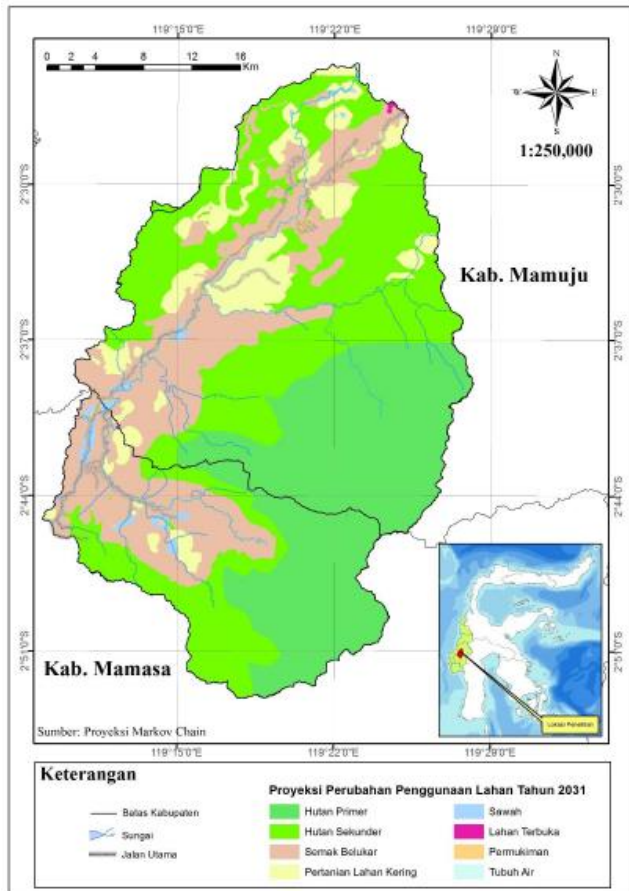 119°15'0"E 119°22'0"E 119°29'0"E
0 2 4 8 12 16
Km
N
W E
S
1:250,000
2°30'0"S 2°30'0"S
Kab. Mamuju
2°37'0"S 2°37'0"S
2°44'0"S 2°44'0"S
2°51'0"S 2°51'0"S
Kab. Mamasa
Lokasi Penelitian
Sumber: Proyeksi Markov Chain
119°15'0"E 119°22'0"E 119°29'0"E
Keterangan
Batas Kabupaten
Sungai
Jalan Utama
Proyeksi Perubahan Penggunaan Lahan Tahun 2031
Hutan Primer
Hutan Sekunder
Semak Belukar
Pertanian Lahan Kering
Sawah
Lahan Terbuka
Permukiman
Tubuh Air